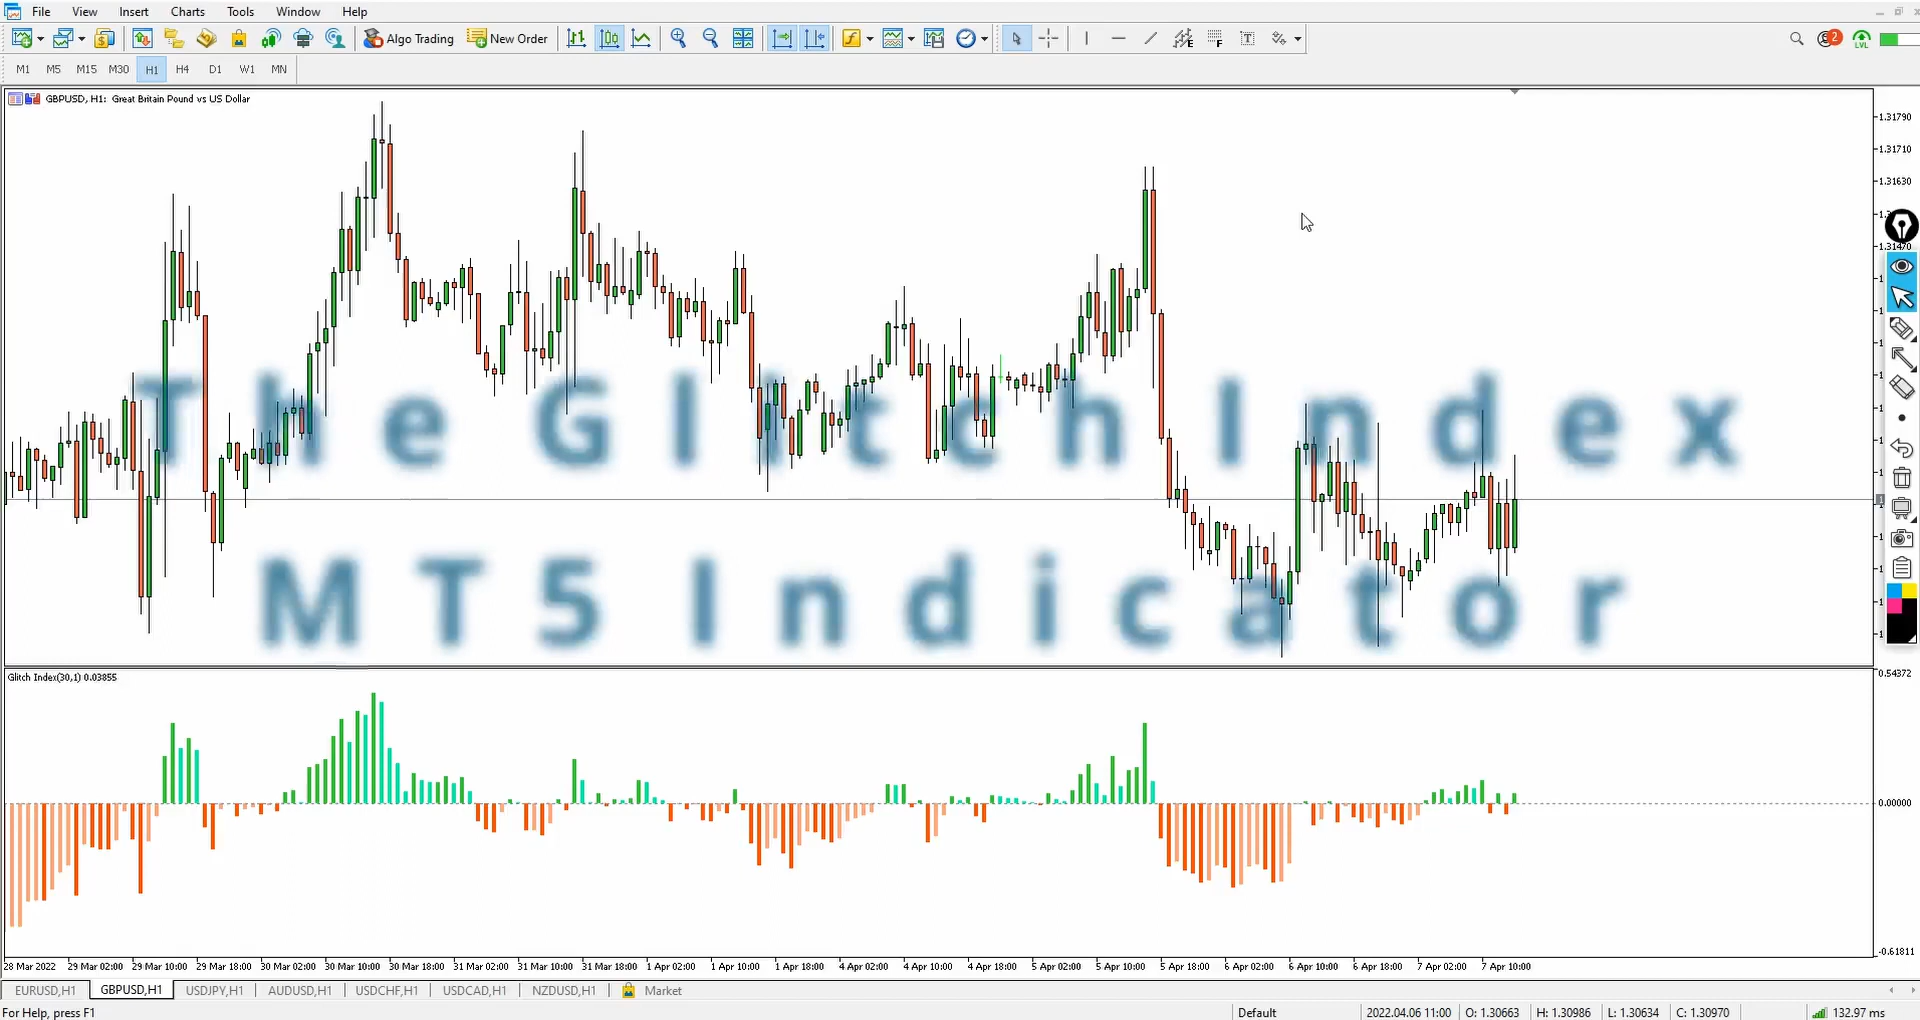 File View Insert Charts Tools Window Help
Algo Trading New Order 2 LVL
M1 M5 M15 M30 H1 H4 D1 W1 MN
GBPUSD, H1: Great Britain Pound vs US Dollar
1.31790
1.31710
1.31630
1.31470
The Glitch Index
MT5 Indicator
Glitch Index(30,1) 0.03855
0.54372
0.00000
-0.61811
28 Mar 2022 29 Mar 02:00 29 Mar 10:00 29 Mar 18:00 30 Mar 02:00 30 Mar 10:00 30 Mar 18:00 31 Mar 02:00 31 Mar 10:00 31 Mar 18:00 1 Apr 02:00 1 Apr 10:00 1 Apr 18:00 4 Apr 02:00 4 Apr 10:00 4 Apr 18:00 5 Apr 02:00 5 Apr 10:00 5 Apr 18:00 6 Apr 02:00 6 Apr 10:00 6 Apr 18:00 7 Apr 02:00 7 Apr 10:00
EURUSD,H1 GBPUSD,H1 USDJPY,H1 AUDUSD,H1 USDCHF,H1 USDCAD,H1 NZDUSD,H1 Market
For Help, press F1 Default 2022.04.06 11:00 O: 1.30663 H: 1.30986 L: 1.30634 C: 1.30970 132.97 ms